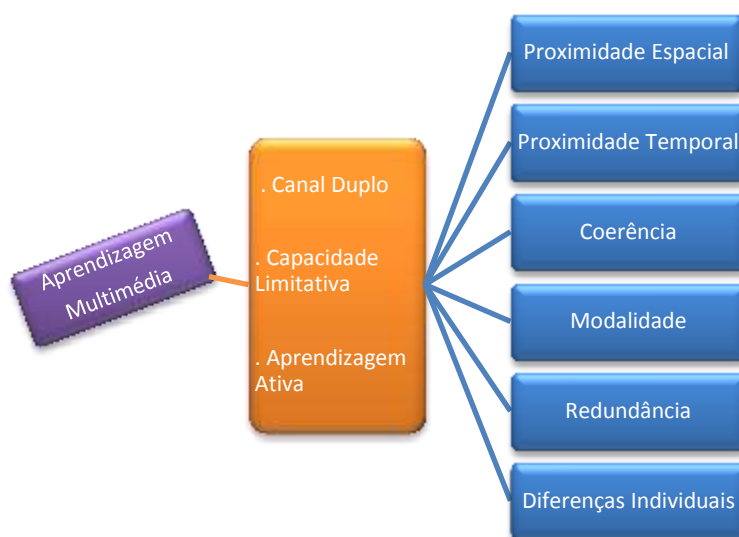 Aprendizagem
Multimédia
. Canal Duplo
. Capacidade
Limitativa
. Aprendizagem
Ativa
Proximidade Espacial
Proximidade Temporal
Coerência
Modalidade
Redundância
Diferenças Individuais